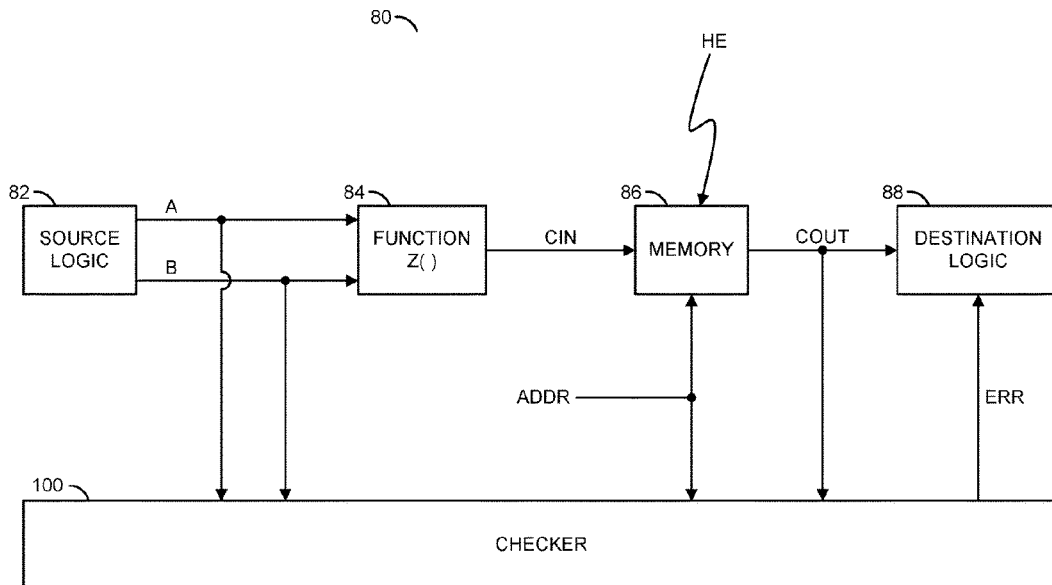 80
HE
82
84
86
88
A
B
SOURCE
LOGIC
FUNCTION
Z( )
CIN
MEMORY
COUT
DESTINATION
LOGIC
ADDR
ERR
100
CHECKER